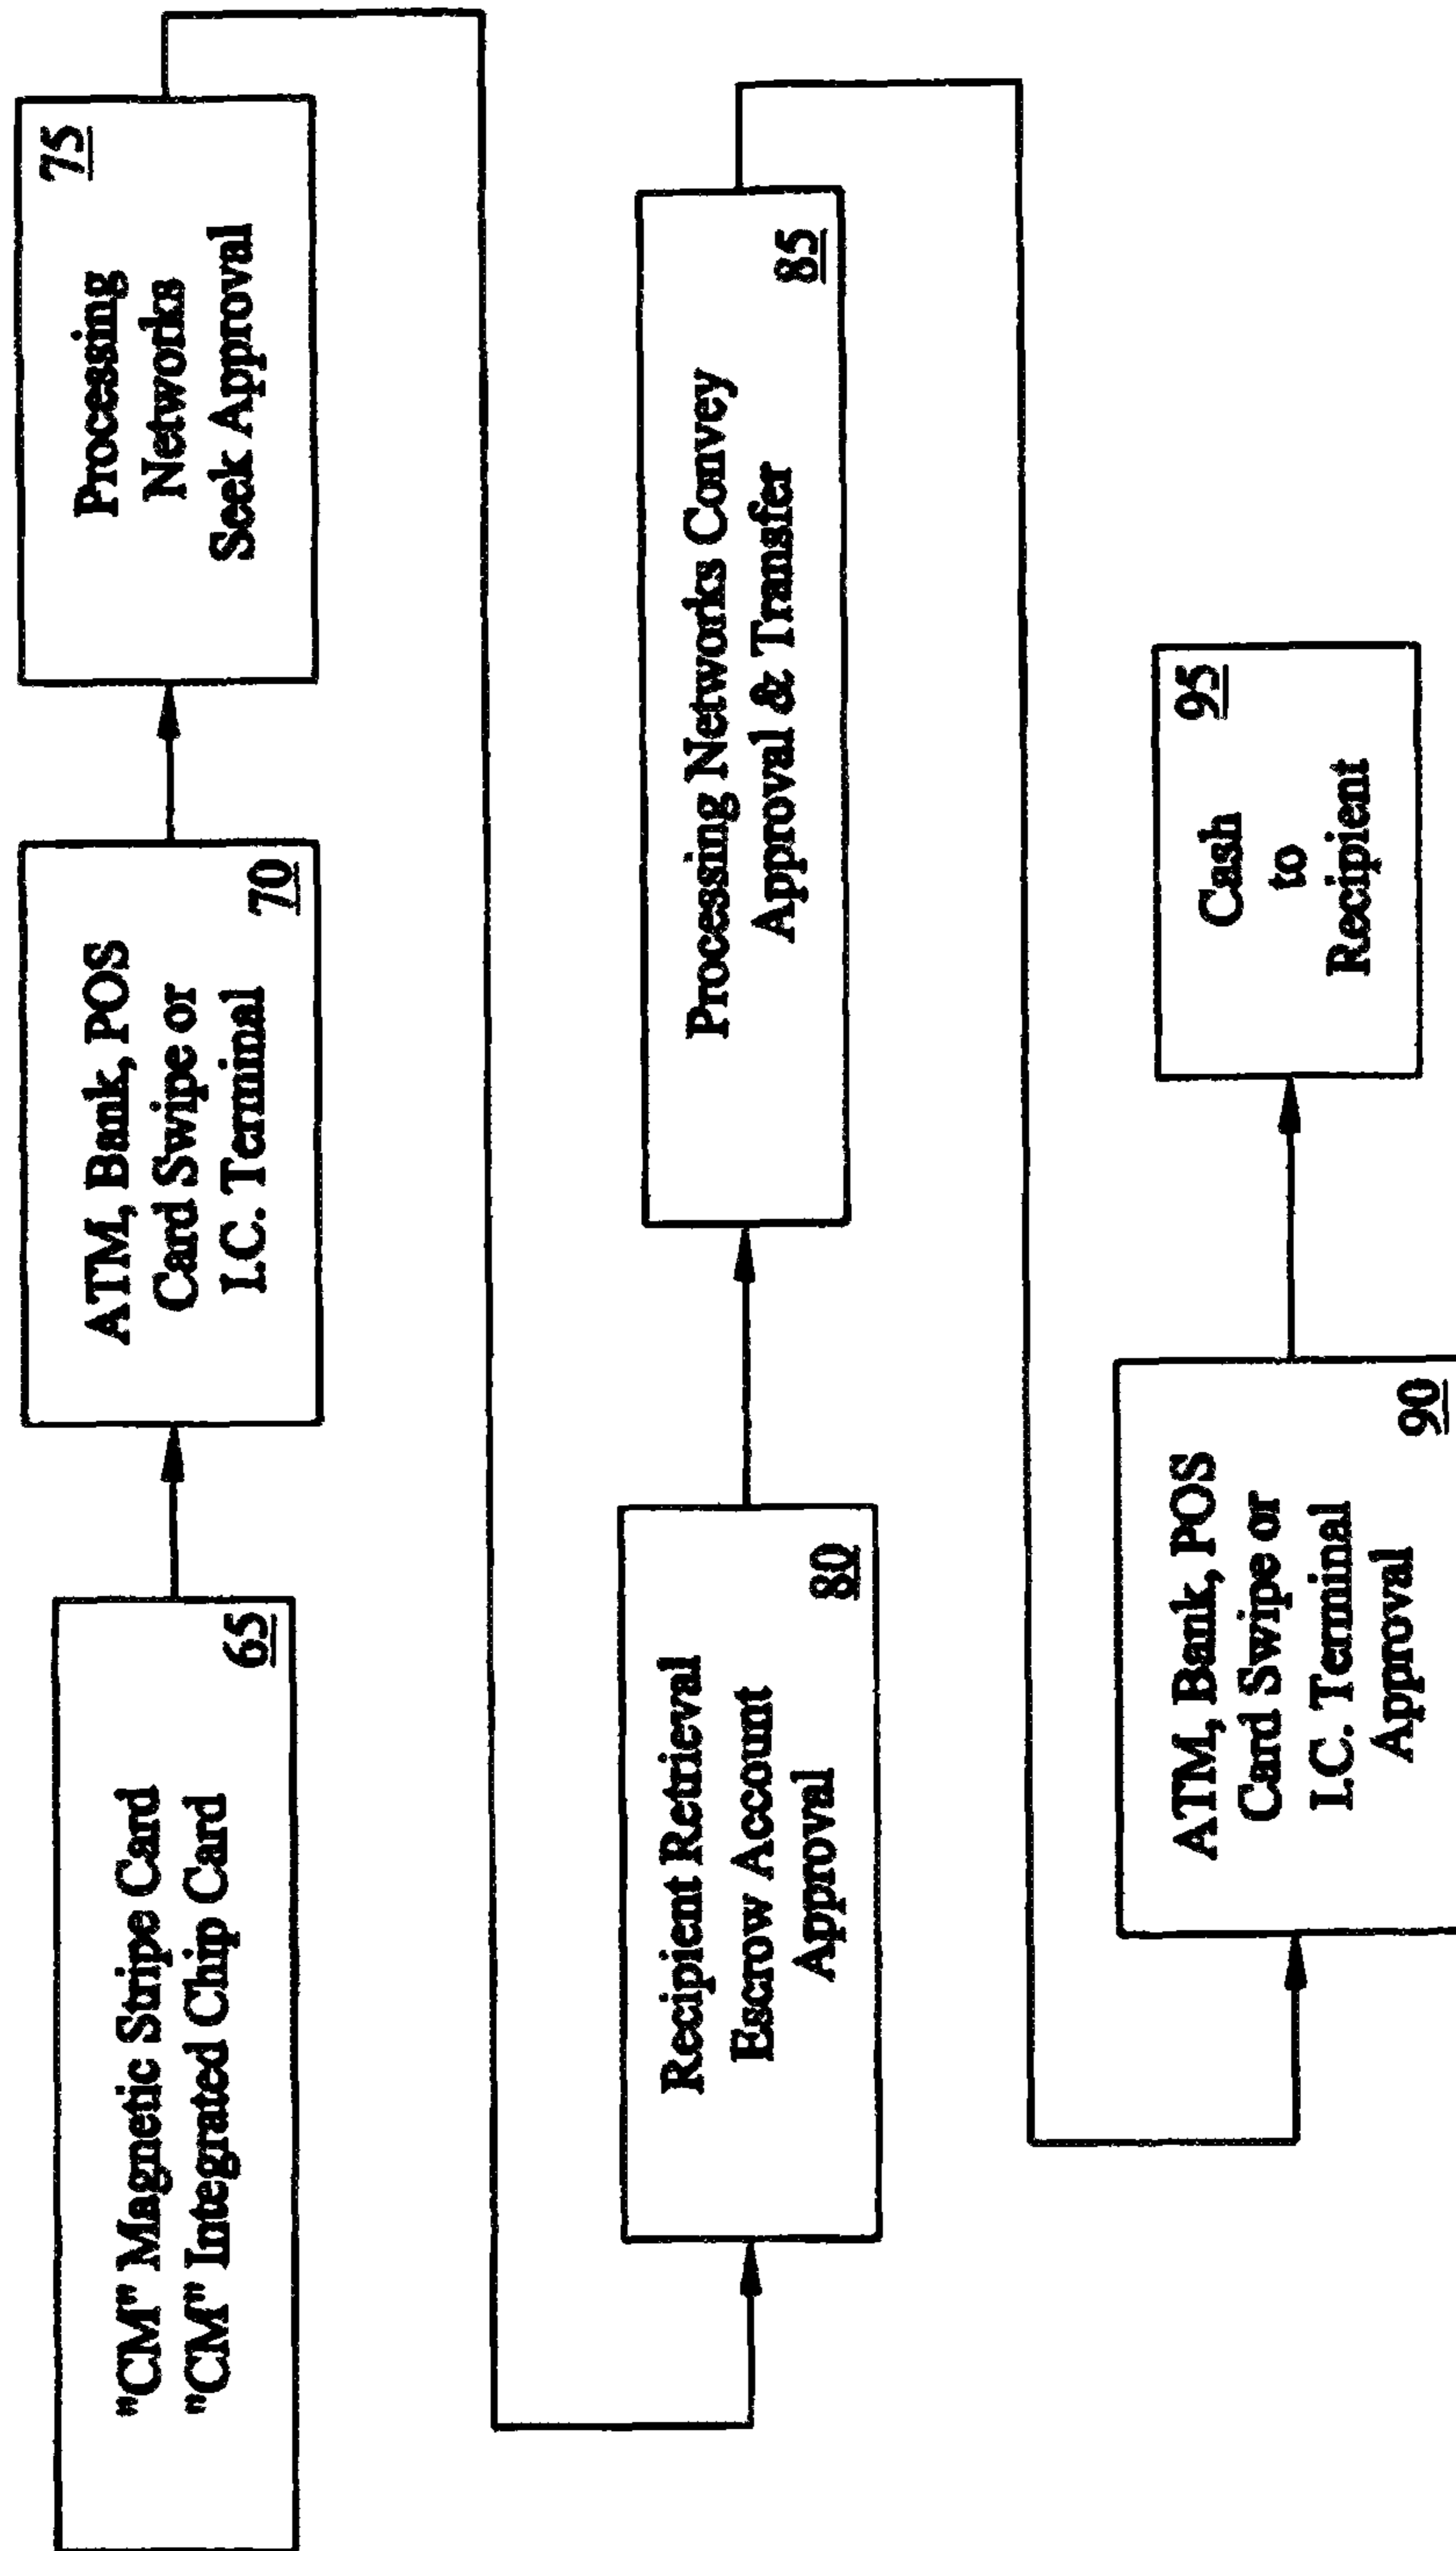 "CM" Magnetic Stripe Card
"CM" Integrated Chip Card
65
ATM, Bank, POS
Card Swipe or
I.C. Terminal
70
75
Processing
Networks
Seek Approval
Recipient Retrieval
Escrow Account
Approval
80
Processing Networks Convey
Approval & Transfer
85
ATM, Bank, POS
Card Swipe or
I.C. Terminal
Approval
90
95
Cash
to
Recipient